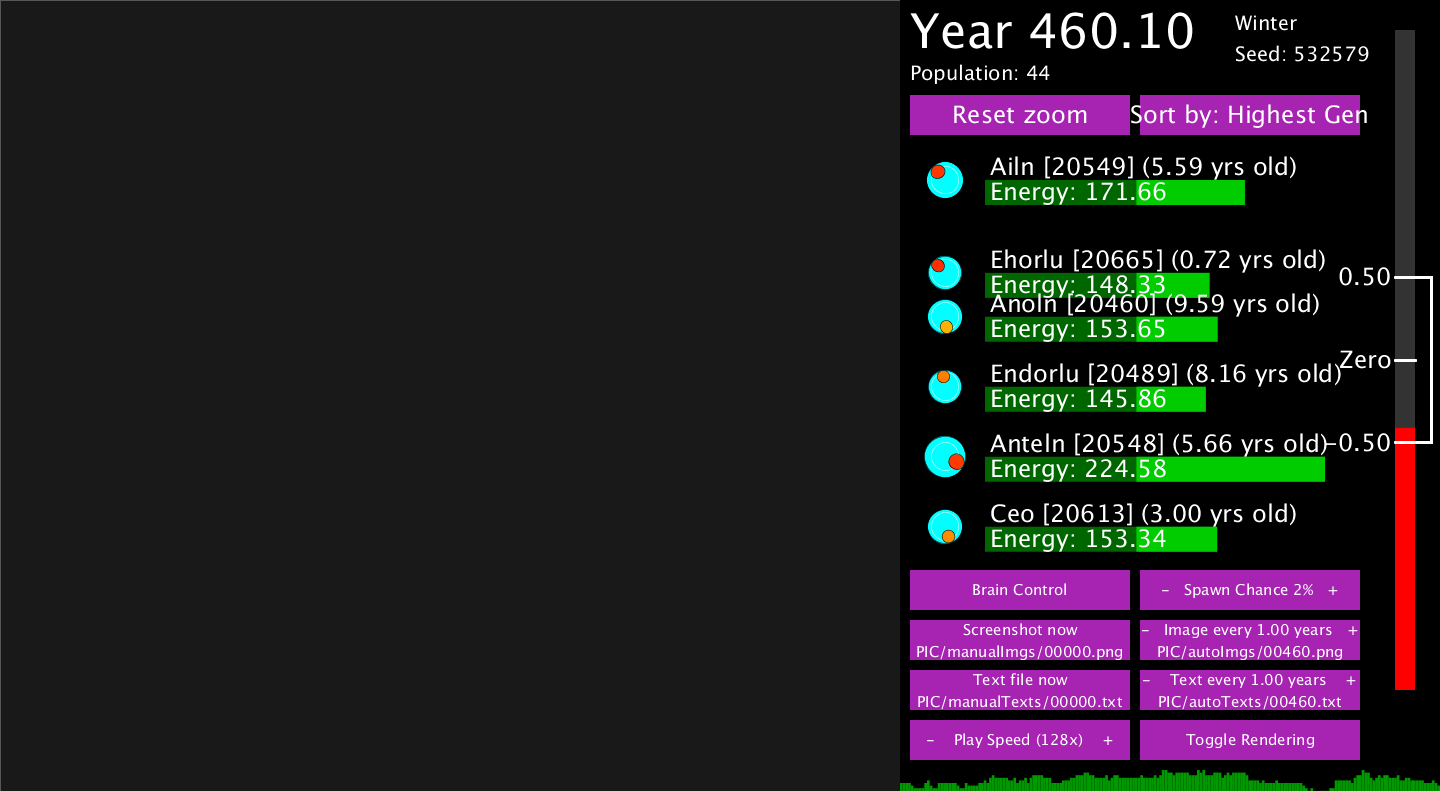 Year 460.10
Winter
Seed: 532579
Population: 44
Reset zoom
Sort by: Highest Gen
Ailn [20549] (5.59 yrs old)
Energy: 171.66
Ehorlu [20665] (0.72 yrs old)
Energy: 148.33
Anoln [20460] (9.59 yrs old)
Energy: 153.65
Endorlu [20489] (8.16 yrs old)
Energy: 145.86
Anteln [20548] (5.66 yrs old)
Energy: 224.58
Ceo [20613] (3.00 yrs old)
Energy: 153.34
0.50
Zero
-0.50
Brain Control
- Spawn Chance 2% +
Screenshot now
PIC/manualImgs/00000.png
- Image every 1.00 years +
PIC/autoImgs/00460.png
Text file now
PIC/manualTexts/00000.txt
- Text every 1.00 years +
PIC/autoTexts/00460.txt
- Play Speed (128x) +
Toggle Rendering